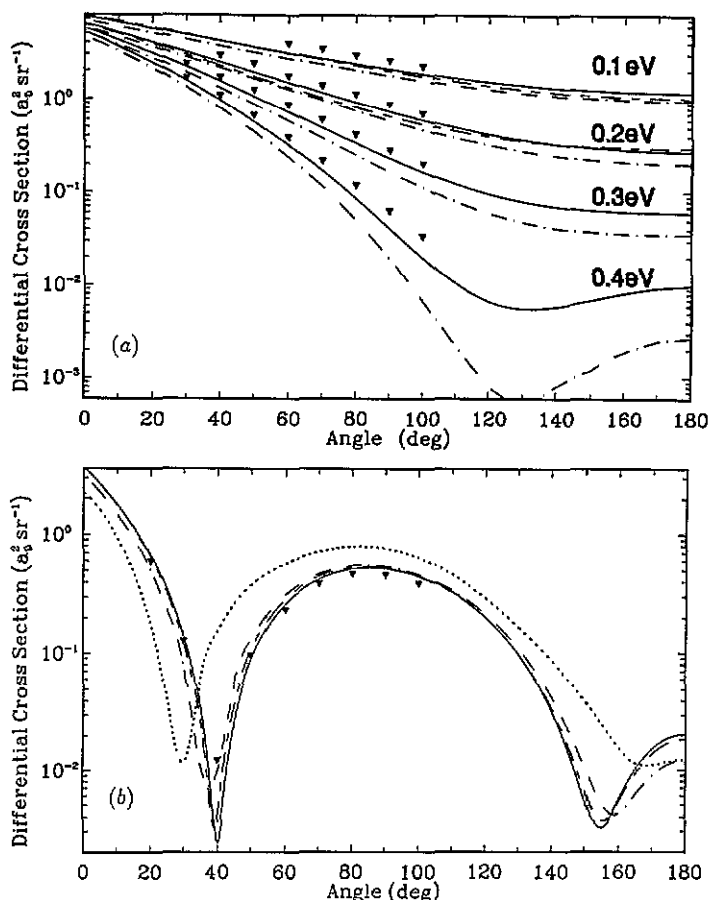 Differential Cross Section (a₀² sr⁻¹)
10⁰
10⁻¹
10⁻²
10⁻³
0.1eV
0.2eV
0.3eV
0.4eV
(a)
0 20 40 60 80 100 120 140 160 180
Angle (deg)
Differential Cross Section (a₀² sr⁻¹)
10⁰
10⁻¹
10⁻²
(b)
0 20 40 60 80 100 120 140 160 180
Angle (deg)